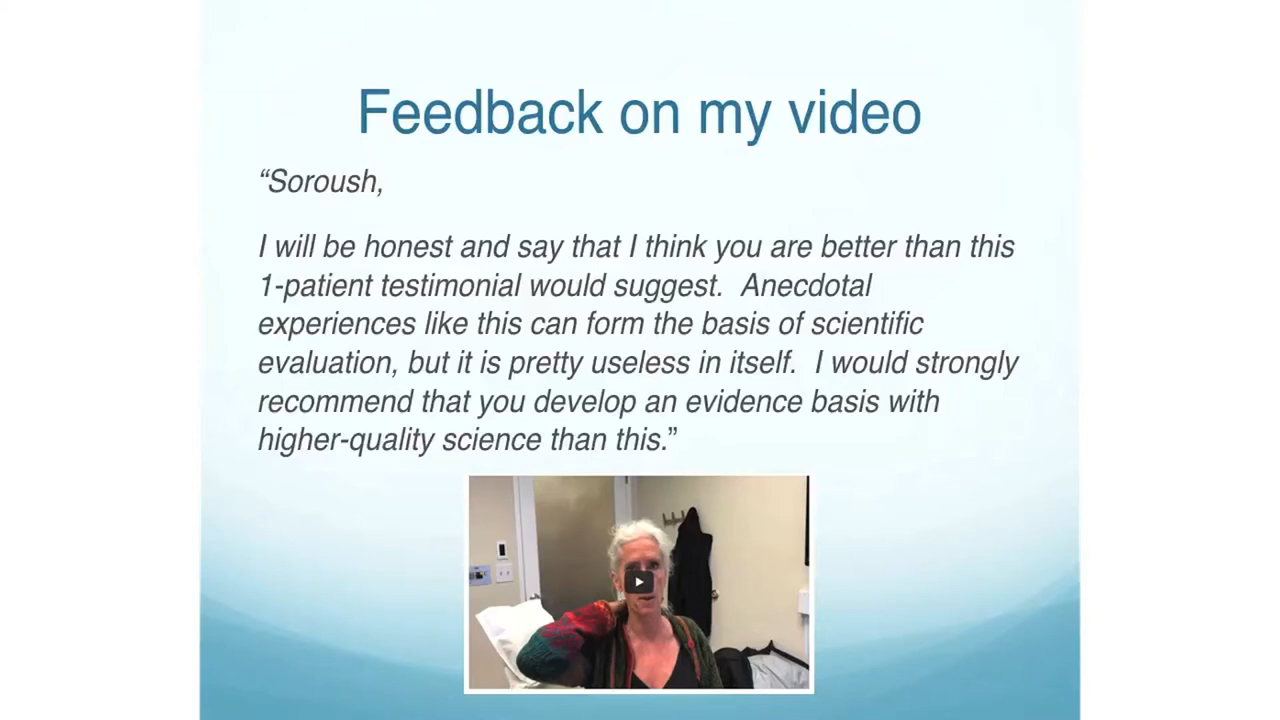 Feedback on my video
“Soroush,
I will be honest and say that I think you are better than this
1-patient testimonial would suggest.  Anecdotal
experiences like this can form the basis of scientific
evaluation, but it is pretty useless in itself.  I would strongly
recommend that you develop an evidence basis with
higher-quality science than this.”